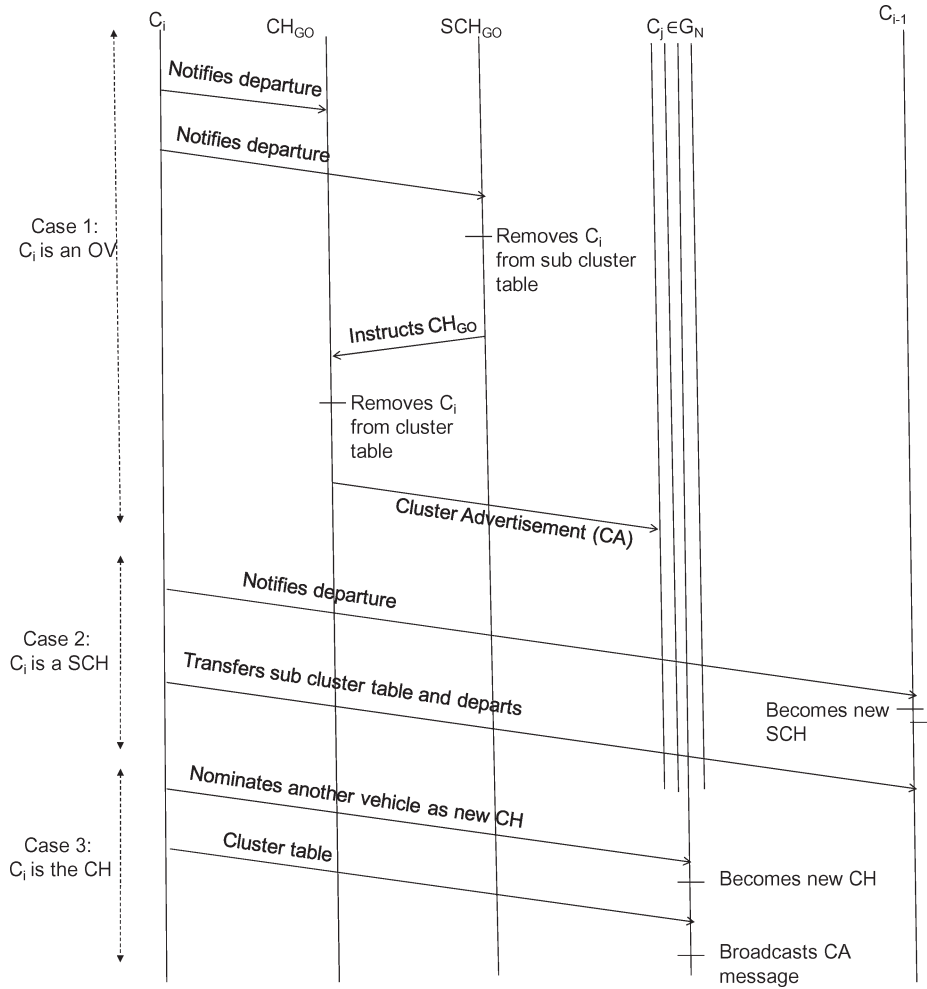 Ci CHGO SCHGO Cj∈GN Ci-1
Notifies departure
Notifies departure
Case 1:
Ci is an OV
Removes Ci
from sub cluster
table
Instructs CHGO
Removes Ci
from cluster
table
Cluster Advertisement (CA)
Notifies departure
Case 2:
Ci is a SCH
Transfers sub cluster table and departs
Becomes new
SCH
Nominates another vehicle as new CH
Case 3:
Ci is the CH
Cluster table
Becomes new CH
Broadcasts CA
message